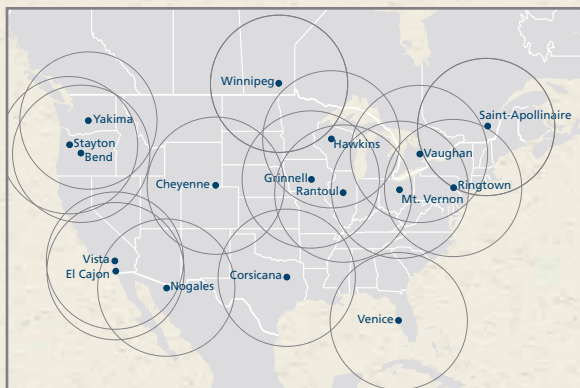 Winnipeg
Saint-Apollinaire
Yakima
Stayton
Bend
Hawkins
Vaughan
Cheyenne
Grinnell
Rantoul
Ringtown
Mt. Vernon
Vista
El Cajon
Nogales
Corsicana
Venice